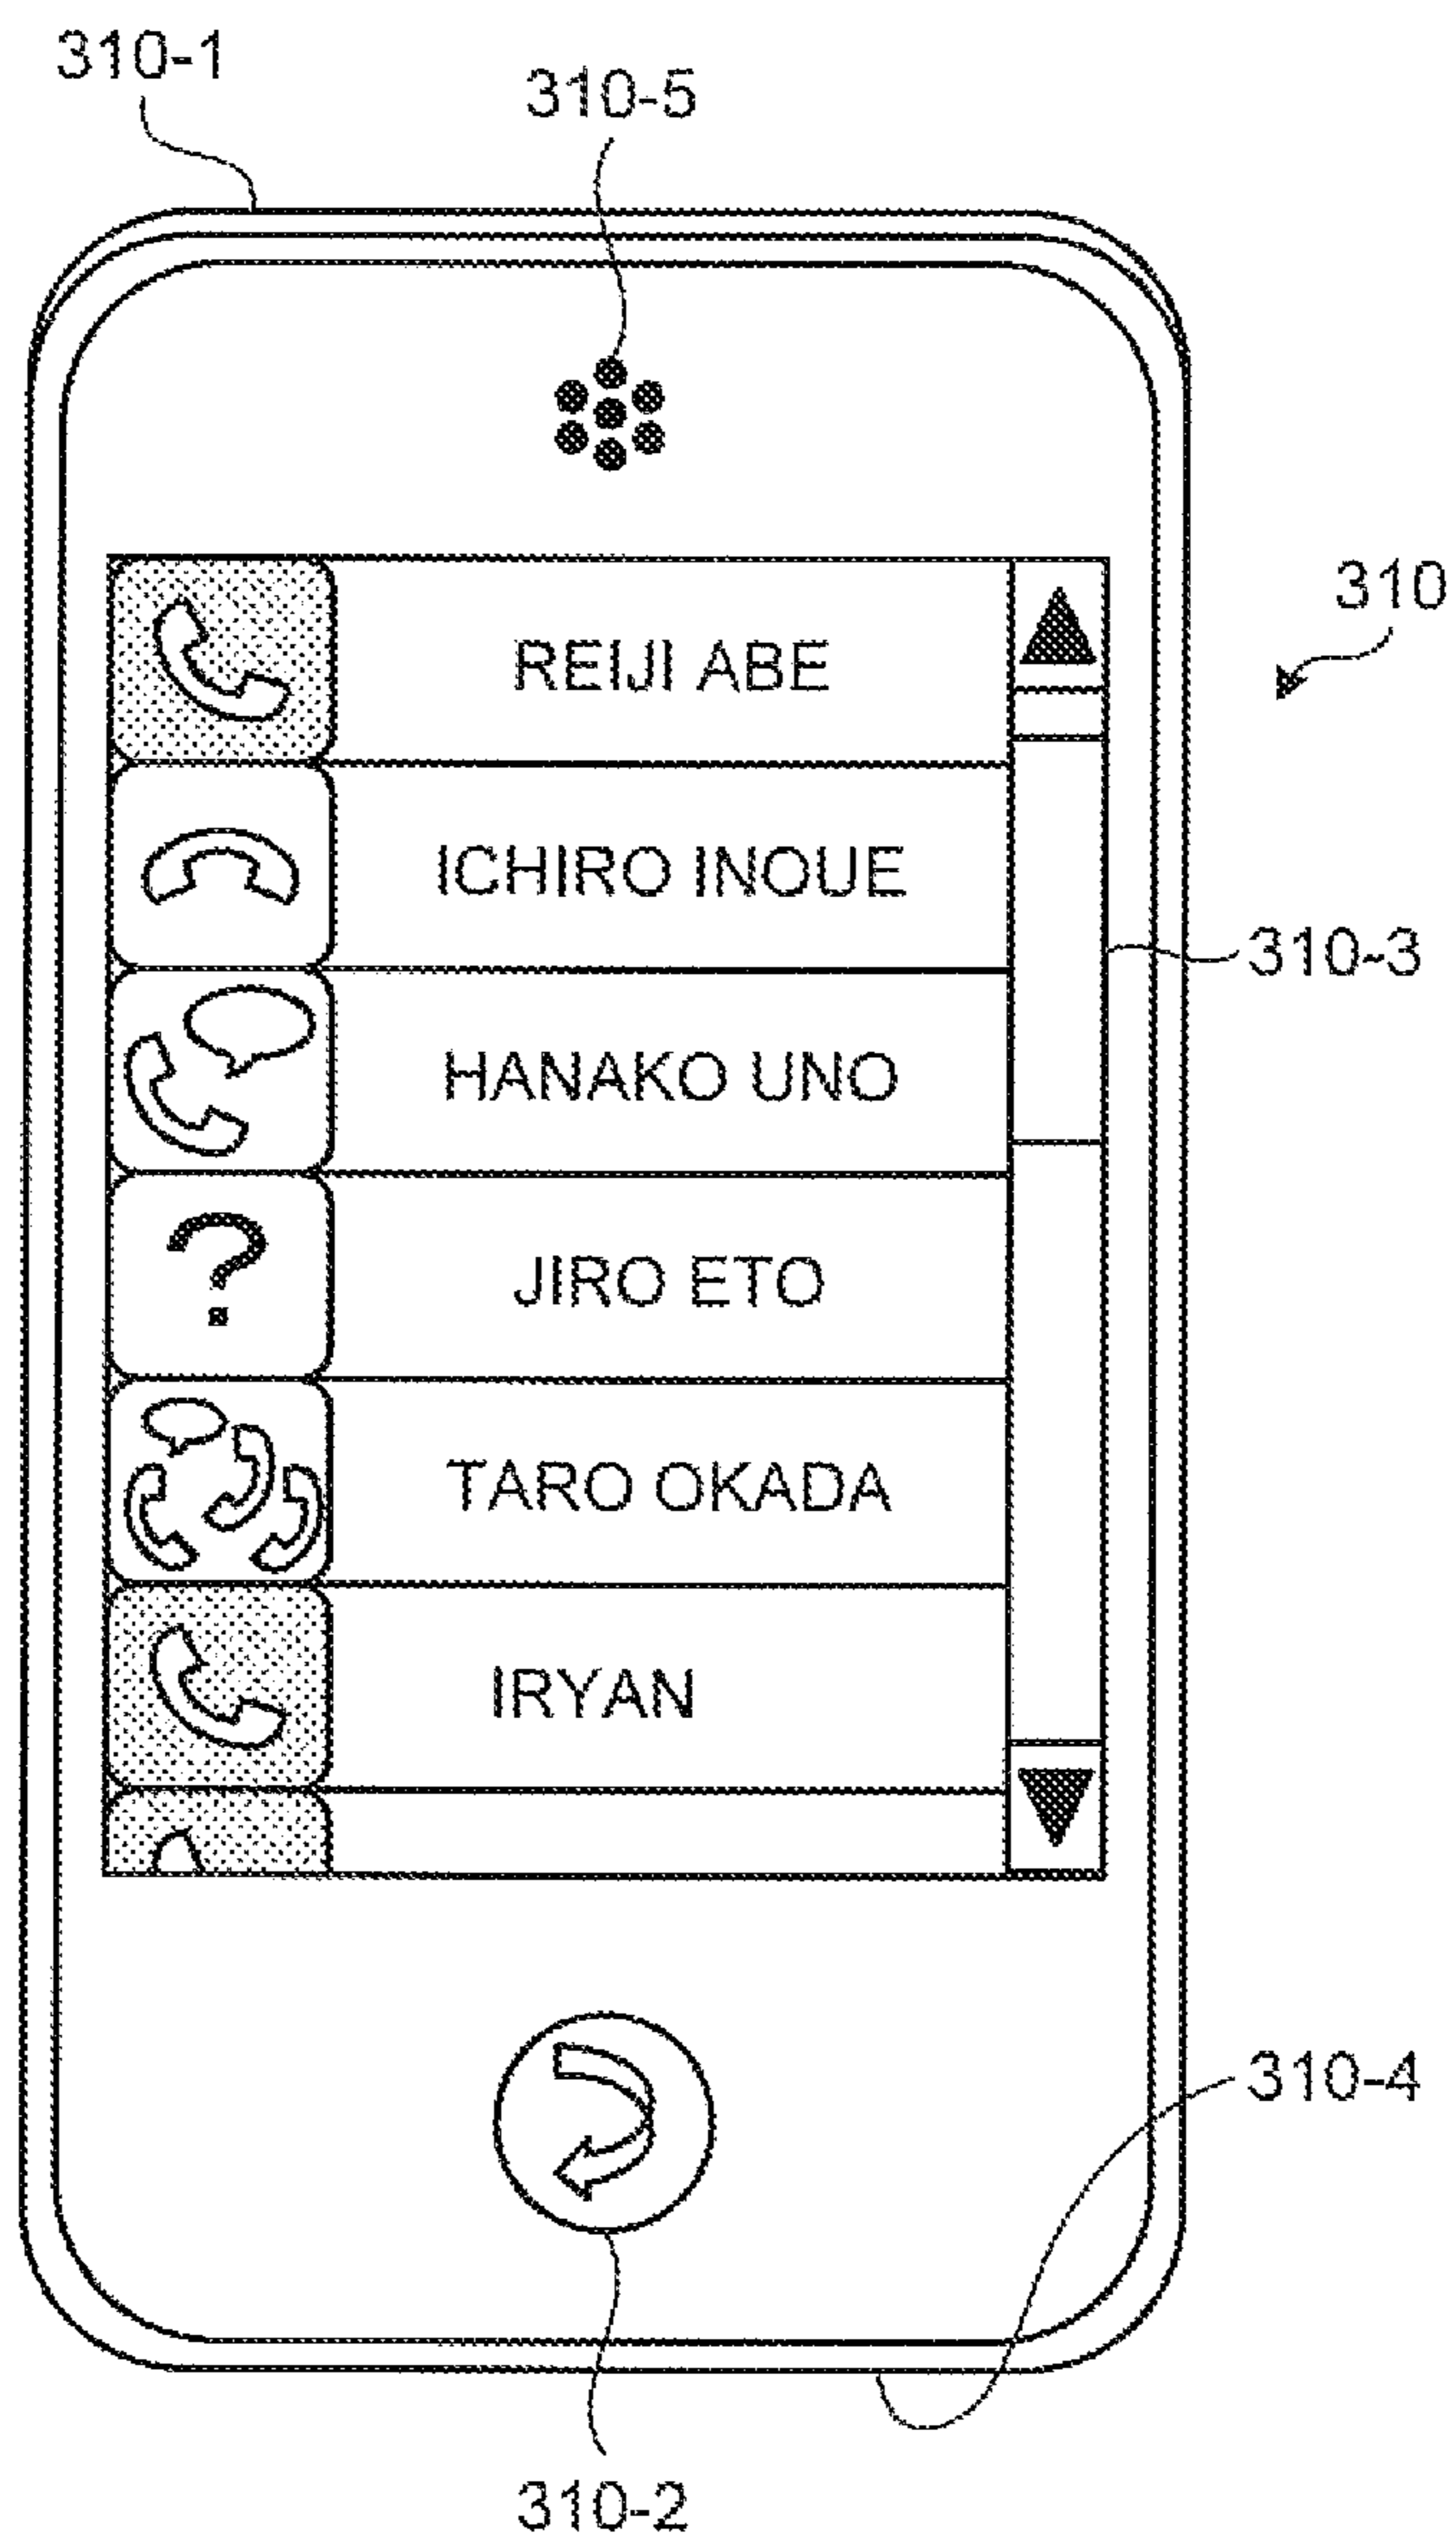 310-1
310-5
310
REIJI ABE
ICHIRO INOUE
310-3
HANAKO UNO
?
JIRO ETO
TARO OKADA
IRYAN
310-4
310-2